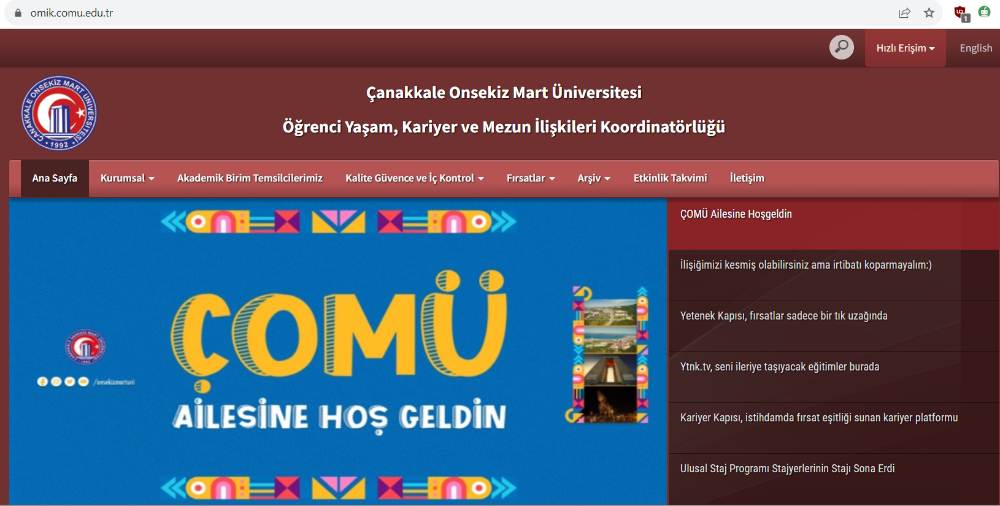 omik.comu.edu.tr
1
Hızlı Erişim
English
ÇANAKKALE ONSEKİZ MART ÜNİVERSİTESİ
• 1992 •
Çanakkale Onsekiz Mart Üniversitesi
Öğrenci Yaşam, Kariyer ve Mezun İlişkileri Koordinatörlüğü
Ana Sayfa Kurumsal Akademik Birim Temsilcilerimiz Kalite Güvence ve İç Kontrol Fırsatlar Arşiv Etkinlik Takvimi İletişim
ÇOMÜ
AİLESİNE HOŞ GELDİN
/onsekizmartuni
ÇOMÜ Ailesine Hoşgeldin
İlişiğimizi kesmiş olabilirsiniz ama irtibatı koparmayalım:)
Yetenek Kapısı, fırsatlar sadece bir tık uzağında
Ytnk.tv, seni ileriye taşıyacak eğitimler burada
Kariyer Kapısı, istihdamda fırsat eşitliği sunan kariyer platformu
Ulusal Staj Programı Stajyerlerinin Stajı Sona Erdi